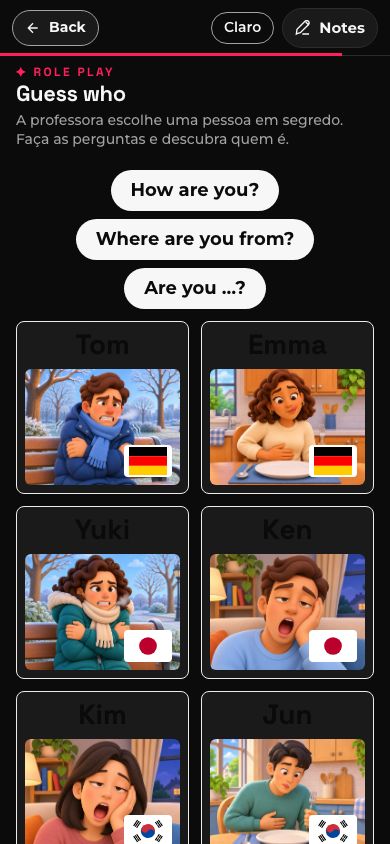 Back
Claro
Notes
ROLE PLAY
Guess who
A professora escolhe uma pessoa em segredo.
Faça as perguntas e descubra quem é.
How are you?
Where are you from?
Are you ...?
Tom
Emma
Yuki
Ken
Kim
Jun